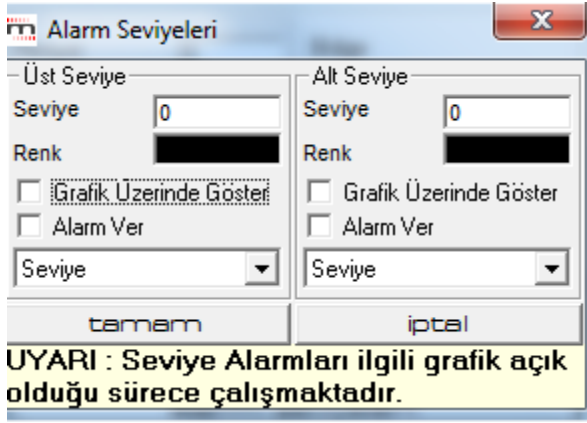 Alarm Seviyeleri
Üst Seviye
Seviye 0
Renk
Grafik Üzerinde Göster
Alarm Ver
Seviye
Alt Seviye
Seviye 0
Renk
Grafik Üzerinde Göster
Alarm Ver
Seviye
tamam
iptal
UYARI : Seviye Alarmları ilgili grafik açık
olduğu sürece çalışmaktadır.